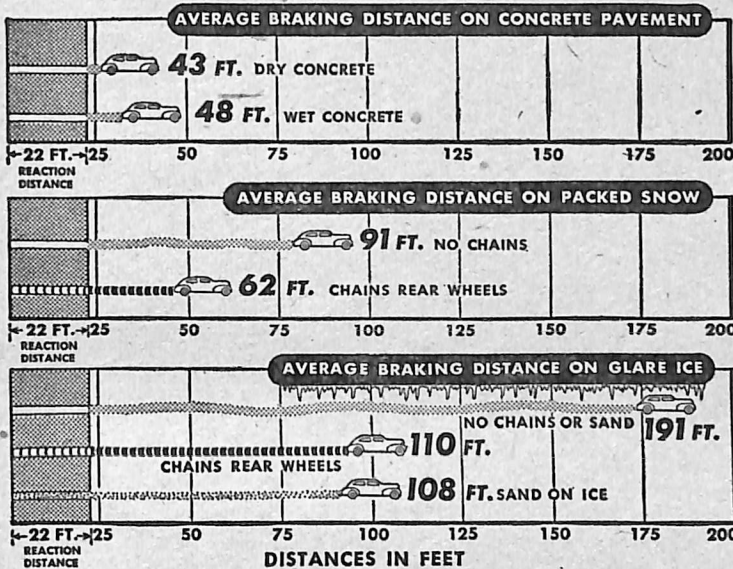 AVERAGE BRAKING DISTANCE ON CONCRETE PAVEMENT
43 FT. DRY CONCRETE
48 FT. WET CONCRETE
22 FT. 25 50 75 100 125 150 175 200
REACTION
DISTANCE
AVERAGE BRAKING DISTANCE ON PACKED SNOW
91 FT. NO CHAINS
62 FT. CHAINS REAR WHEELS
22 FT. 25 50 75 100 125 150 175 200
REACTION
DISTANCE
AVERAGE BRAKING DISTANCE ON GLARE ICE
NO CHAINS OR SAND 191 FT.
CHAINS REAR WHEELS 110 FT.
108 FT. SAND ON ICE
22 FT. 25 50 75 100 125 150 175 200
REACTION
DISTANCE
DISTANCES IN FEET